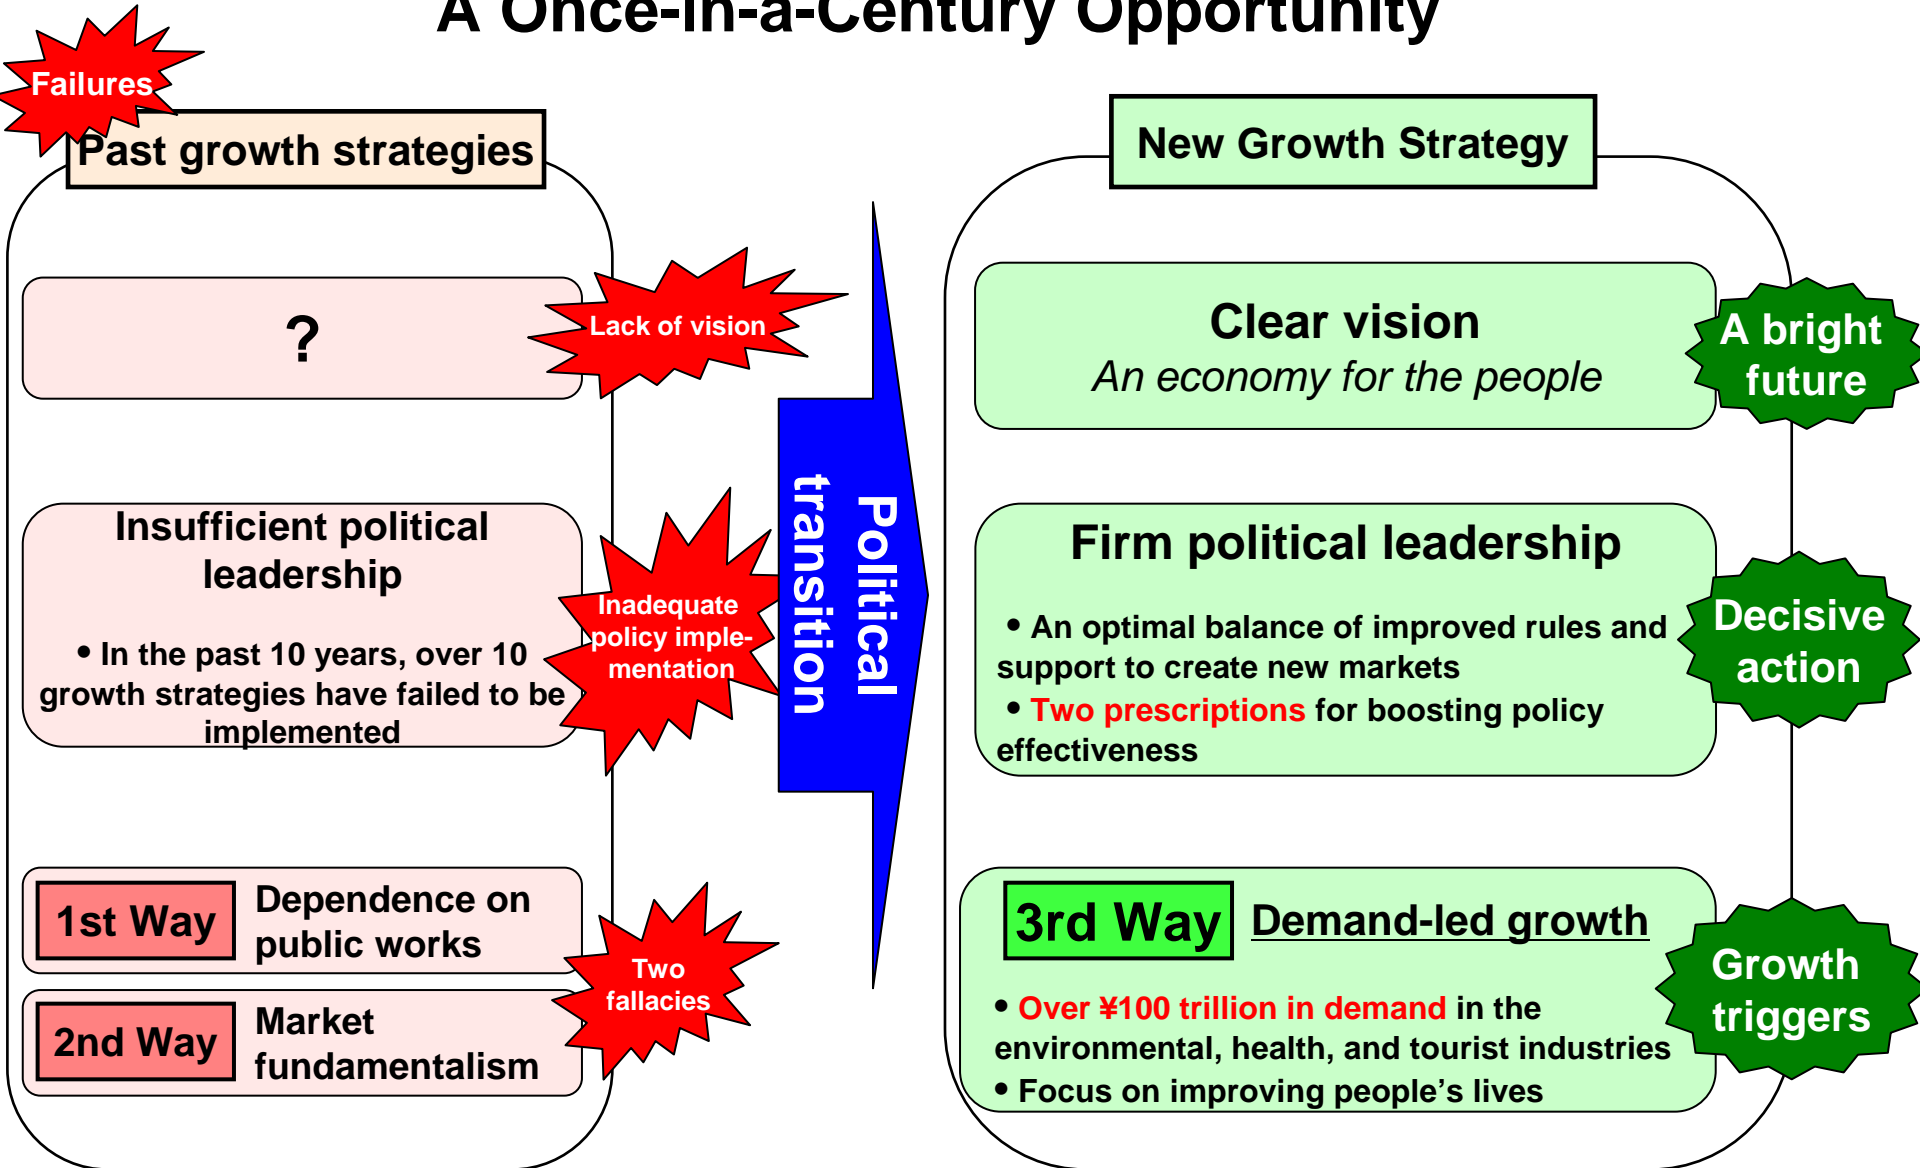 A Once-in-a-Century Opportunity
Failures
Past growth strategies
?
Lack of vision
Insufficient political
leadership
• In the past 10 years, over 10
growth strategies have failed to be
implemented
Inadequate
policy imple-
mentation
1st Way
Dependence on
public works
2nd Way
Market
fundamentalism
Two
fallacies
Political
transition
New Growth Strategy
Clear vision
An economy for the people
A bright
future
Firm political leadership
• An optimal balance of improved rules and
support to create new markets
• Two prescriptions for boosting policy
effectiveness
Decisive
action
3rd Way
Demand-led growth
• Over ¥100 trillion in demand in the
environmental, health, and tourist industries
• Focus on improving people’s lives
Growth
triggers